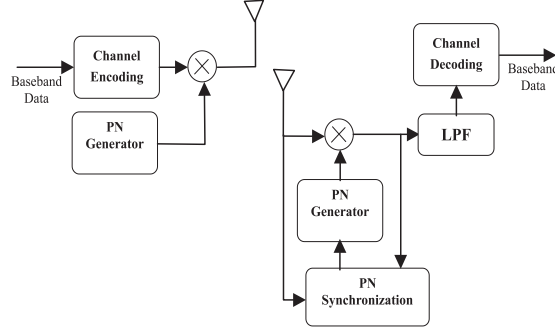 Channel
Encoding
Baseband
Data
PN
Generator
Channel
Decoding
Baseband
Data
LPF
PN
Generator
PN
Synchronization